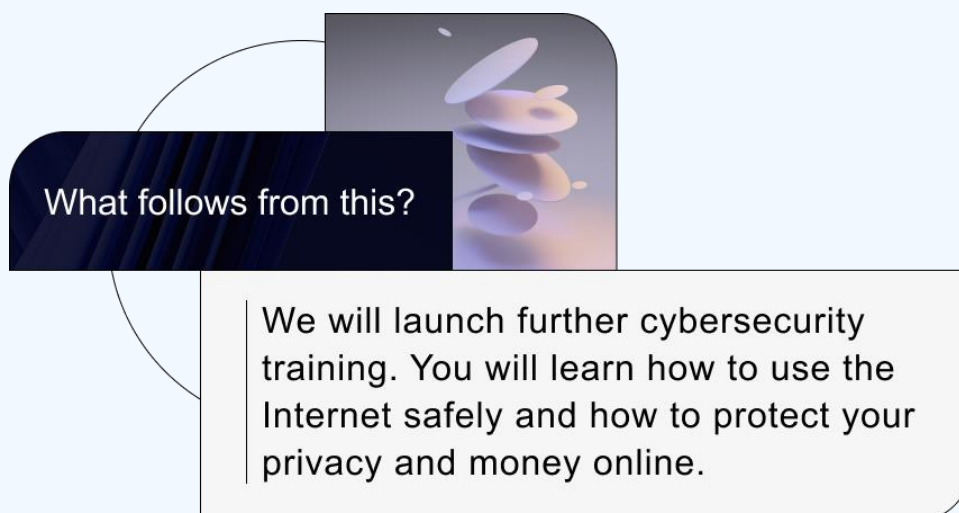 What follows from this?
We will launch further cybersecurity
training. You will learn how to use the
Internet safely and how to protect your
privacy and money online.